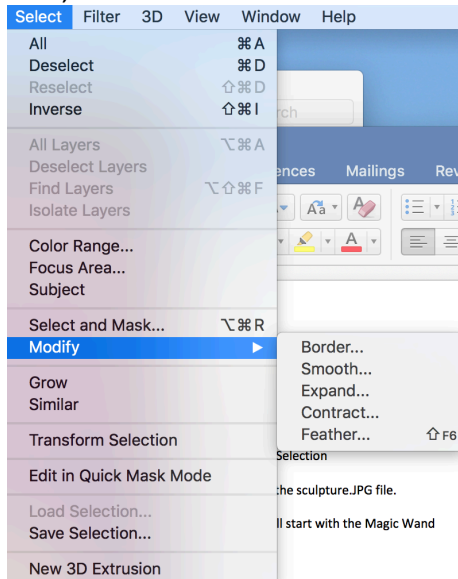 Select Filter 3D View Window Help
All ⌘A
Deselect ⌘D
Reselect ⇧⌘D
Inverse ⇧⌘I
All Layers ⌥⌘A
Deselect Layers
Find Layers ⌥⇧⌘F
Isolate Layers
Color Range...
Focus Area...
Subject
Select and Mask... ⌥⌘R
Modify ▶
Grow
Similar
Transform Selection
Edit in Quick Mask Mode
Load Selection...
Save Selection...
New 3D Extrusion
Border...
Smooth...
Expand...
Contract...
Feather... ⇧F6
rch
ences Mailings Rev
Aa A
A
Selection
the sculpture.JPG file.
ll start with the Magic Wand